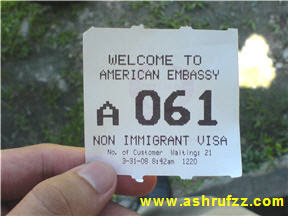 WELCOME TO
AMERICAN EMBASSY
A 061
NON IMMIGRANT VISA
No. of Customer Waiting: 21
3-31-08 8:42am 1220
www.ashrufzz.com